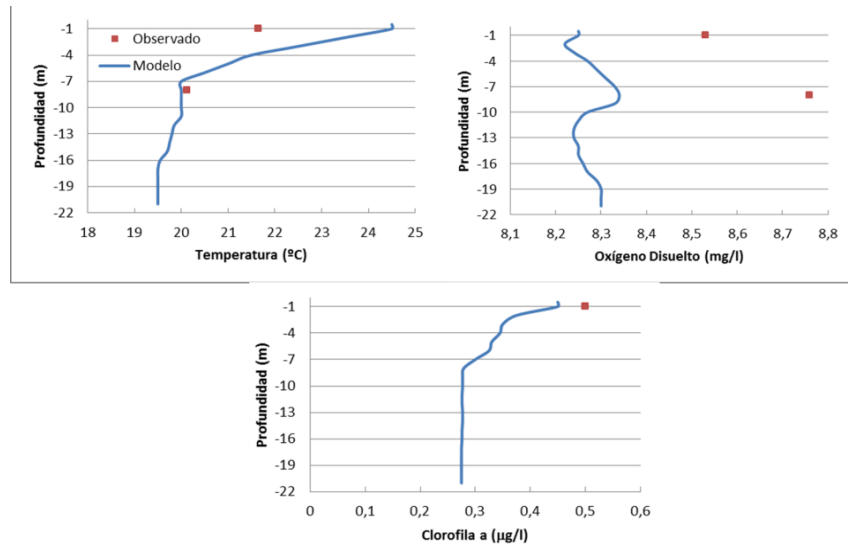 -1
-4
-7
-10
-13
-16
-19
-22
Profundidad (m)
Observado
Modelo
18 19 20 21 22 23 24 25
Temperatura (ºC)
-1
-4
-7
-10
-13
-16
-19
-22
Profundidad (m)
8,1 8,2 8,3 8,4 8,5 8,6 8,7 8,8
Oxígeno Disuelto (mg/l)
-1
-4
-7
-10
-13
-16
-19
-22
Profundidad (m)
0 0,1 0,2 0,3 0,4 0,5 0,6
Clorofila a (µg/l)